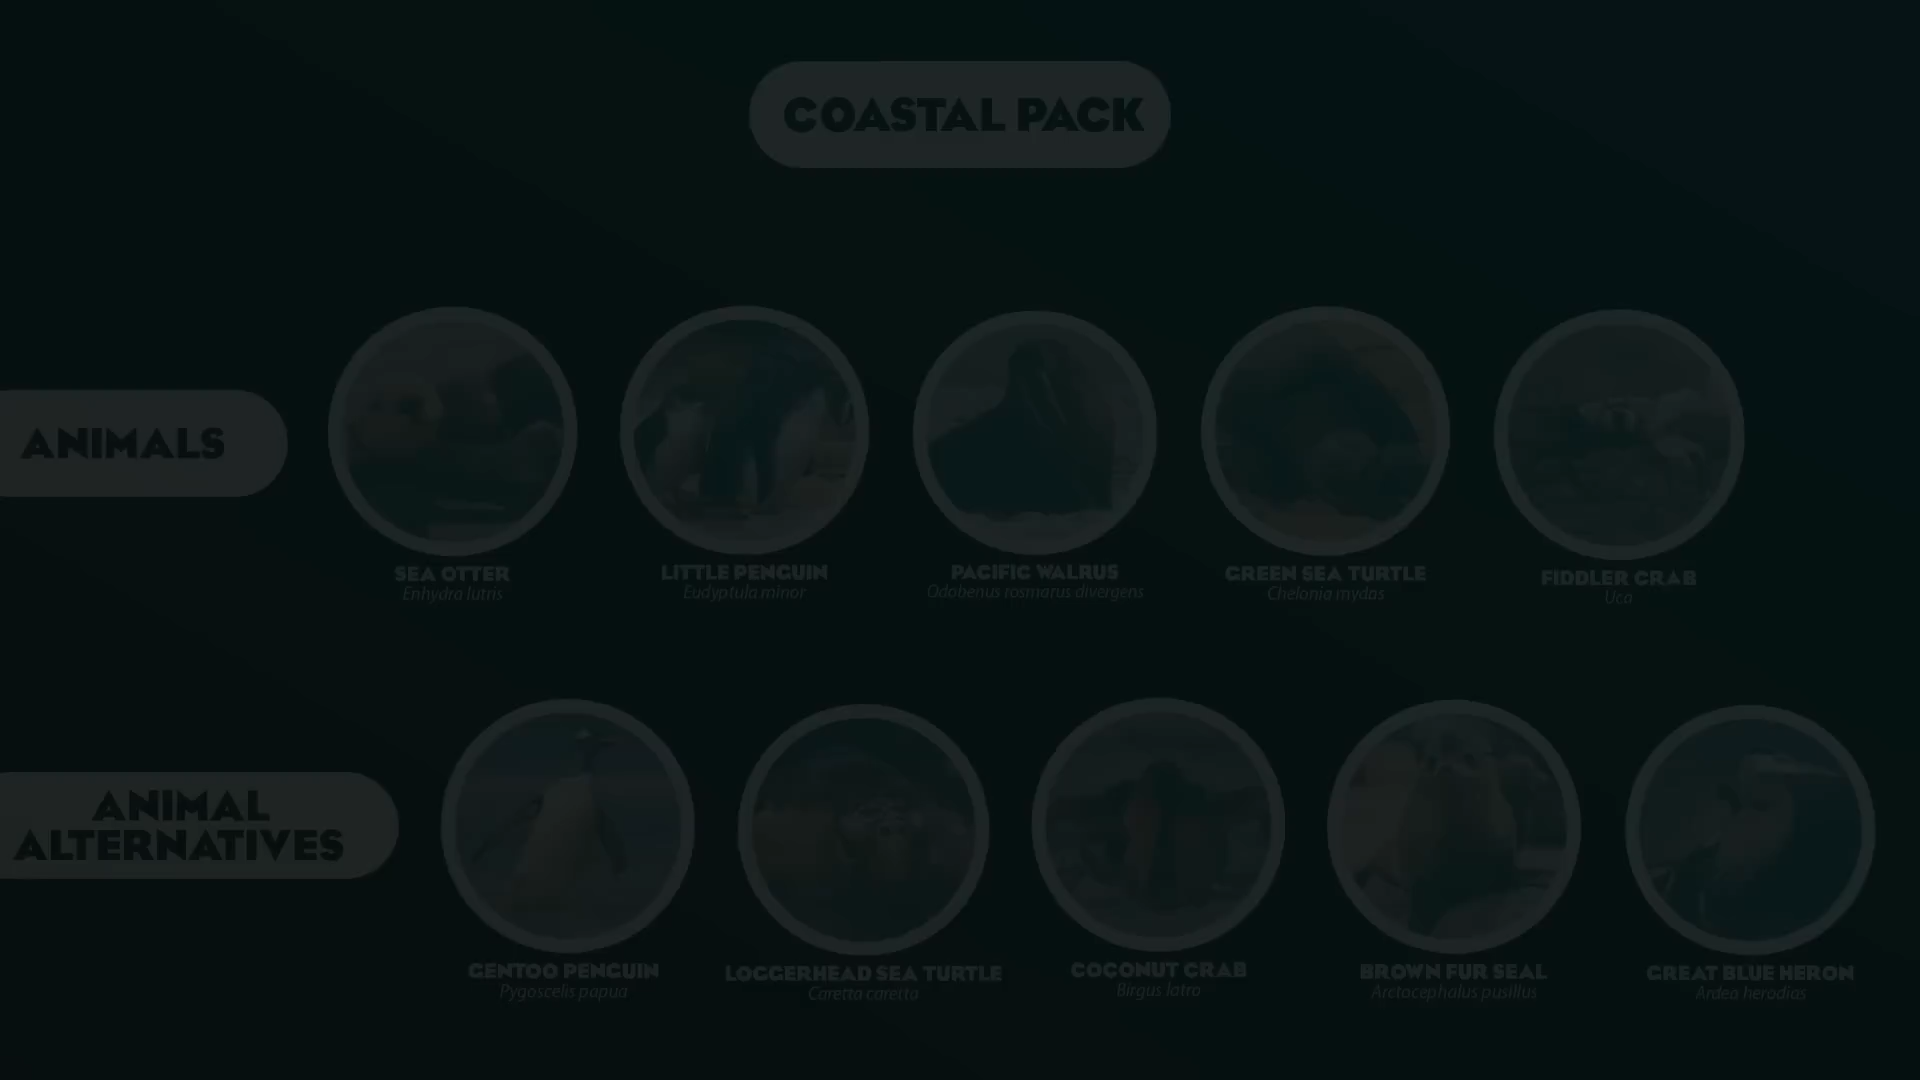 COASTAL PACK
ANIMALS
SEA OTTER
Enhydra lutris
LITTLE PENGUIN
Eudyptula minor
PACIFIC WALRUS
Odobenus rosmarus divergens
GREEN SEA TURTLE
Chelonia mydas
FIDDLER CRAB
Uca
ANIMAL
ALTERNATIVES
GENTOO PENGUIN
Pygoscelis papua
LOGGERHEAD SEA TURTLE
Caretta caretta
COCONUT CRAB
Birgus latro
BROWN FUR SEAL
Arctocephalus pusillus
GREAT BLUE HERON
Ardea herodias